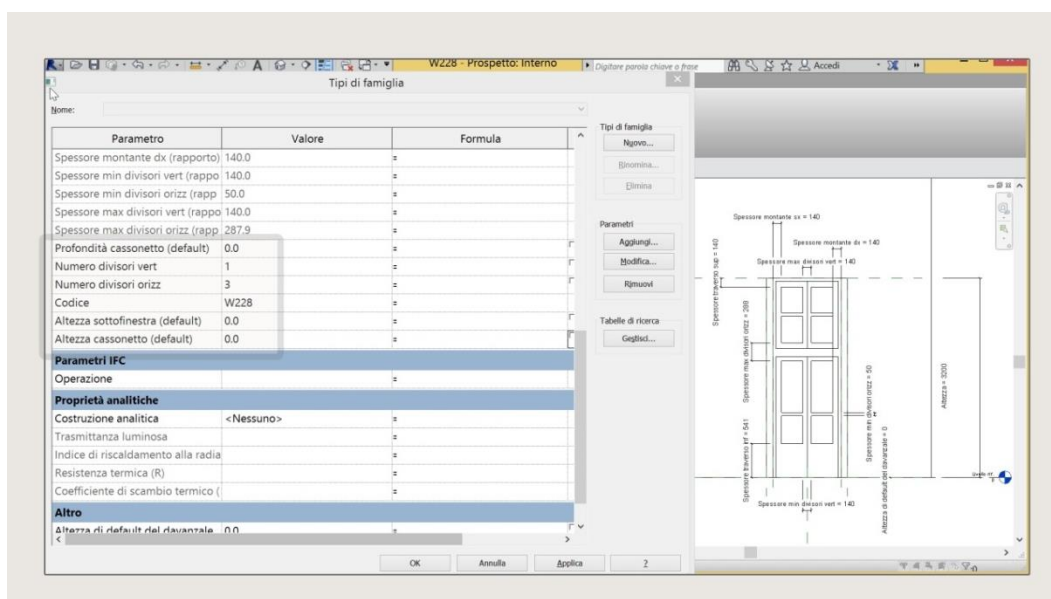 W228 - Prospetto: Interno
Digitare parola chiave o frase
Accedi
Tipi di famiglia
Nome:
Parametro Valore Formula
Spessore montante dx (rapporto) 140.0 =
Spessore min divisori vert (rappo 140.0 =
Spessore min divisori orizz (rapp 50.0 =
Spessore max divisori vert (rappo 140.0 =
Spessore max divisori orizz (rapp 287.9 =
Profondità cassonetto (default) 0.0 =
Numero divisori vert 1 =
Numero divisori orizz 3 =
Codice W228 =
Altezza sottofinestra (default) 0.0 =
Altezza cassonetto (default) 0.0 =
Parametri IFC
Operazione =
Proprietà analitiche
Costruzione analitica <Nessuno> =
Trasmittanza luminosa =
Indice di riscaldamento alla radia =
Resistenza termica (R) =
Coefficiente di scambio termico ( =
Altro
Altezza di default del davanzale 0.0 =
Tipi di famiglia
Nuovo...
Rinomina...
Elimina
Parametri
Aggiungi...
Modifica...
Rimuovi
Tabelle di ricerca
Gestisci...
OK Annulla Applica ?
Spessore montante sx = 140
Spessore montante dx = 140
Spessore max divisori vert = 140
Spessore traverso sup = 140
Spessore max divisori orizz = 288
Spessore traverso inf = 541
Spessore min divisori orizz = 50
Altezza di default del davanzale = 0
Altezza = 3200
Spessore min divisori vert = 140